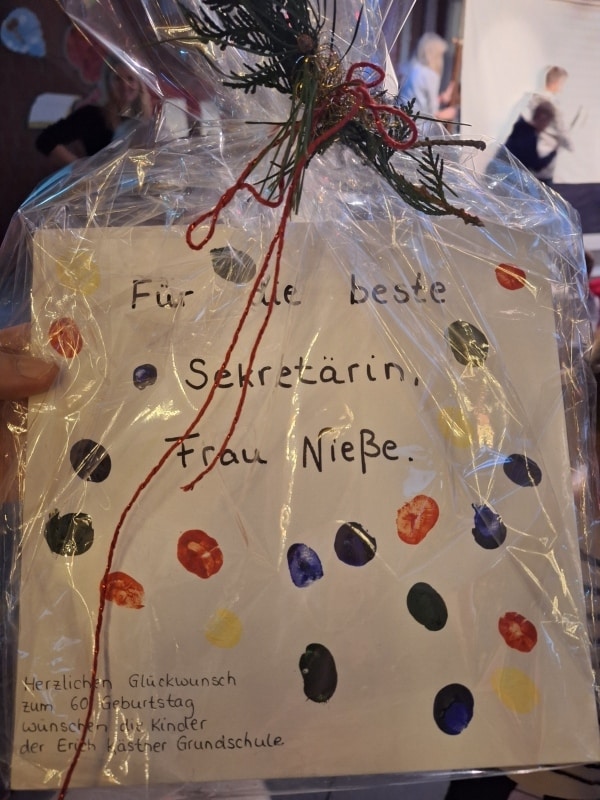 Für die beste
Sekretärin,
Frau Nieße.
Herzlichen Glückwunsch
zum 60 Geburtstag
wünschen die Kinder
der Erich Kästner Grundschule